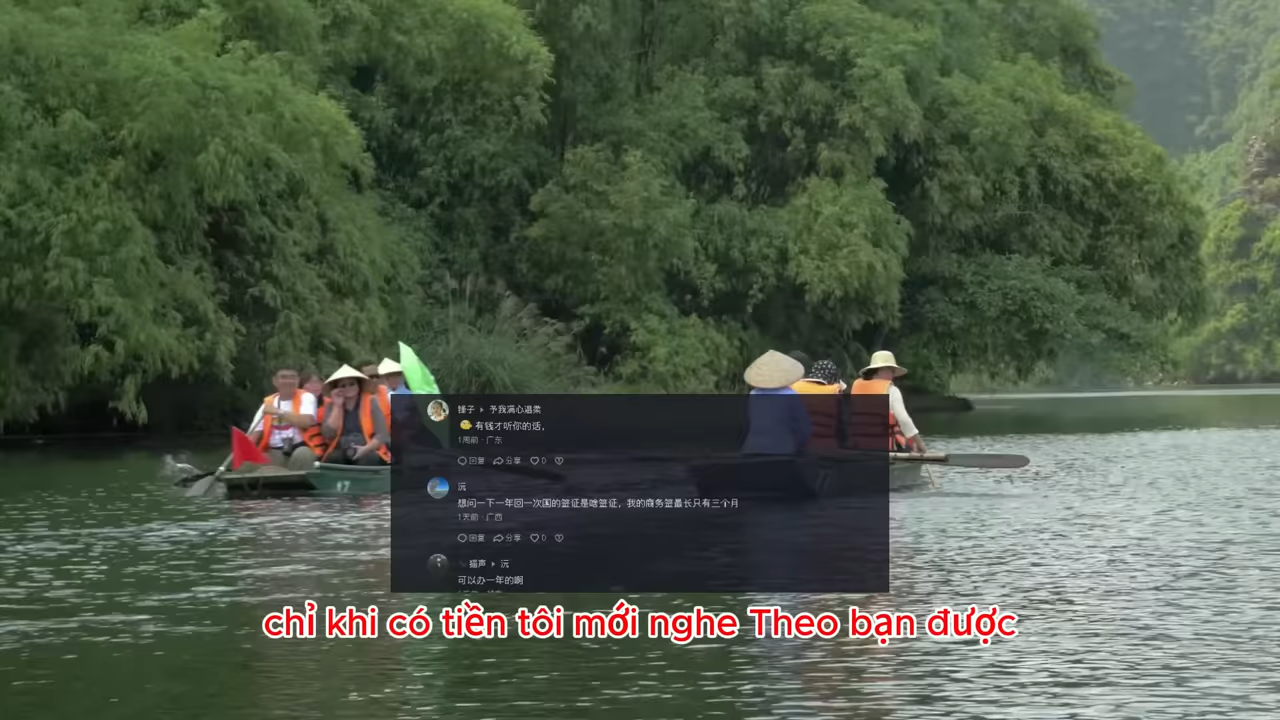 锤子 ▸ 予我满心温柔
有钱才听你的话,
1周前 · 广东
回复 分享 0
沅
想问一下一年回一次国的签证是啥签证，我的商务签最长只有三个月
1天前 · 广西
回复 分享 0
猫声 ▸ 沅
可以办一年的啊
17
chỉ khi có tiền tôi mới nghe Theo bạn được